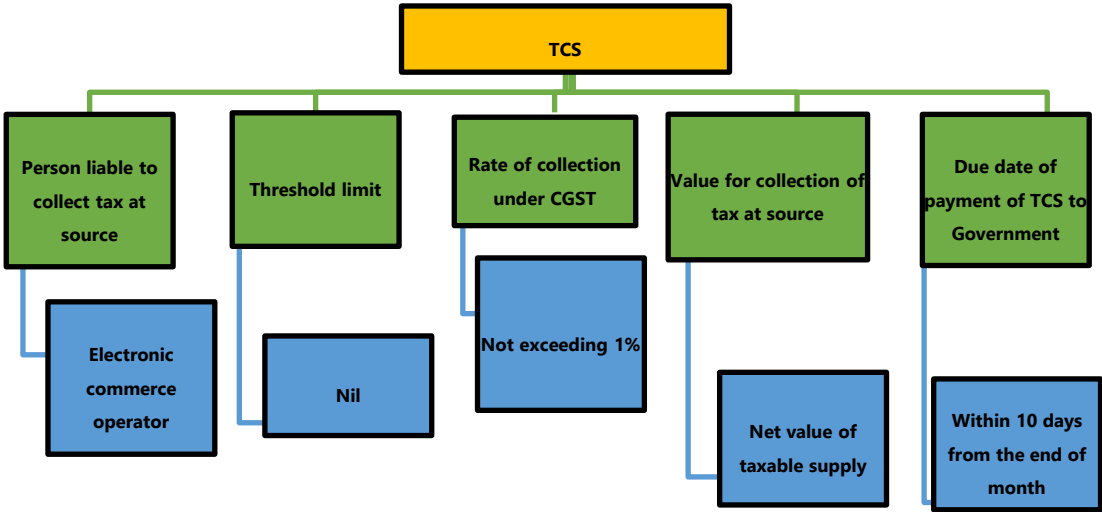 TCS
Person liable to
collect tax at
source
Threshold limit
Rate of collection
under CGST
Value for collection of
tax at source
Due date of
payment of TCS to
Government
Electronic
commerce
operator
Nil
Not exceeding 1%
Net value of
taxable supply
Within 10 days
from the end of
month